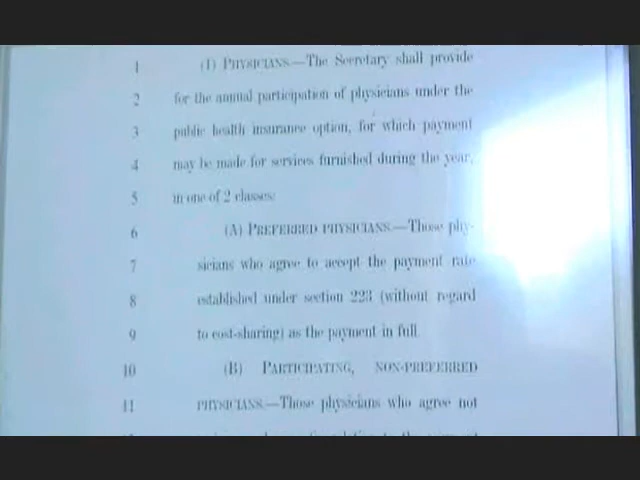 1 (1) PHYSICIANS.—The Secretary shall provide
2 for the annual participation of physicians under the
3 public health insurance option, for which payment
4 may be made for services furnished during the year,
5 in one of 2 classes:
6 (A) PREFERRED PHYSICIANS.—Those phy-
7 sicians who agree to accept the payment rate
8 established under section 223 (without regard
9 to cost-sharing) as the payment in full.
10 (B) PARTICIPATING, NON-PREFERRED
11 PHYSICIANS.—Those physicians who agree not